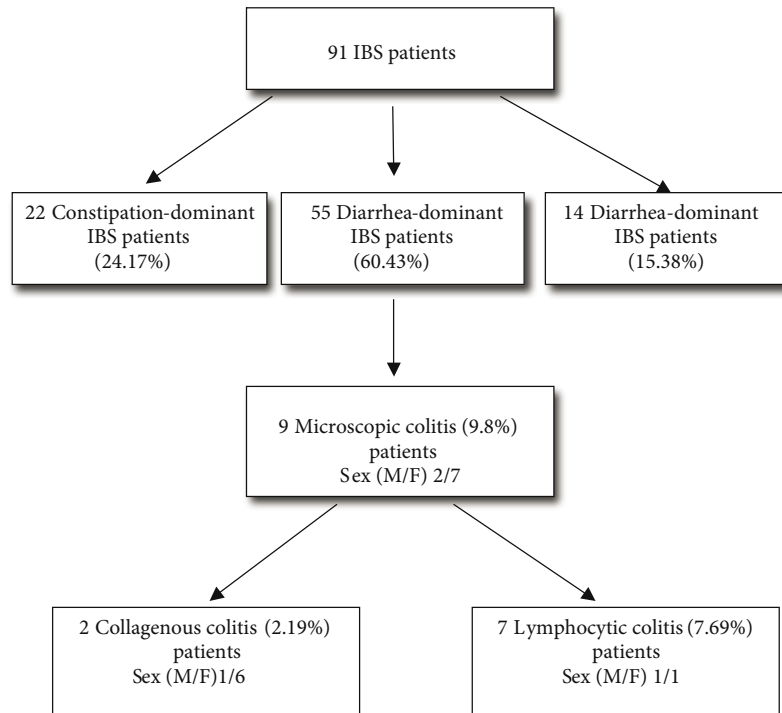 91 IBS patients
22 Constipation-dominant
IBS patients
(24.17%)
55 Diarrhea-dominant
IBS patients
(60.43%)
14 Diarrhea-dominant
IBS patients
(15.38%)
9 Microscopic colitis (9.8%)
patients
Sex (M/F) 2/7
2 Collagenous colitis (2.19%)
patients
Sex (M/F)1/6
7 Lymphocytic colitis (7.69%)
patients
Sex (M/F) 1/1